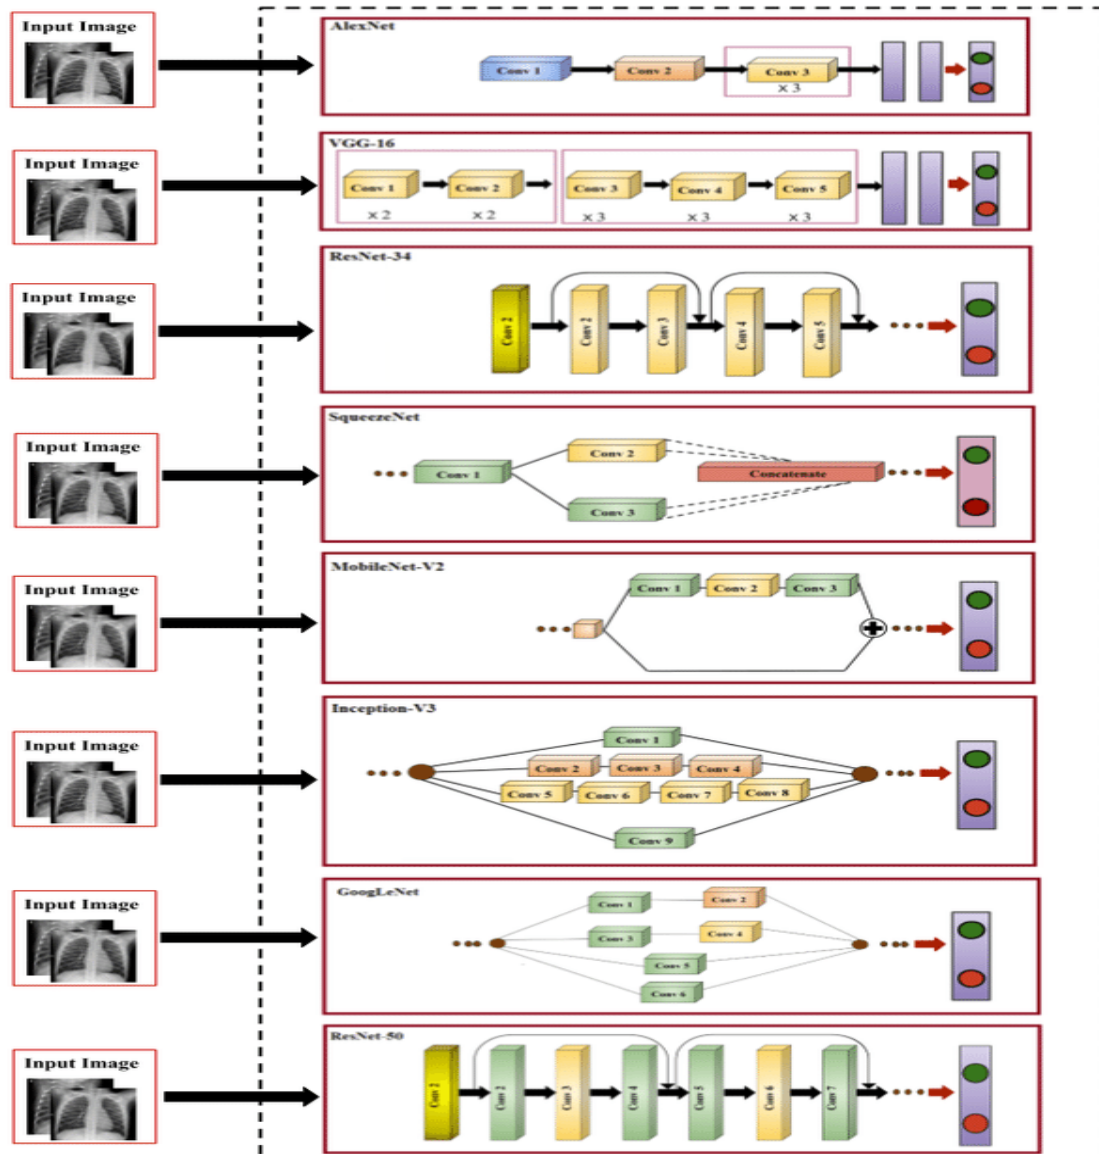 Input Image
AlexNet
Conv 1
Conv 2
Conv 3
x 3
Input Image
VGG-16
Conv 1
Conv 2
Conv 3
Conv 4
Conv 5
x 2
x 2
x 3
x 3
x 3
Input Image
ResNet-34
Conv 2
Conv 2
Conv 3
Conv 4
Conv 5
Input Image
SqueezeNet
Conv 1
Conv 2
Concatenate
Conv 3
Input Image
MobileNet-V2
Conv 1
Conv 2
Conv 3
Input Image
Inception-V3
Conv 1
Conv 2
Conv 3
Conv 4
Conv 5
Conv 6
Conv 7
Conv 8
Conv 9
Input Image
GoogLeNet
Conv 1
Conv 2
Conv 3
Conv 4
Conv 5
Conv 6
Input Image
ResNet-50
Conv 2
Conv 2
Conv 3
Conv 4
Conv 5
Conv 6
Conv 7